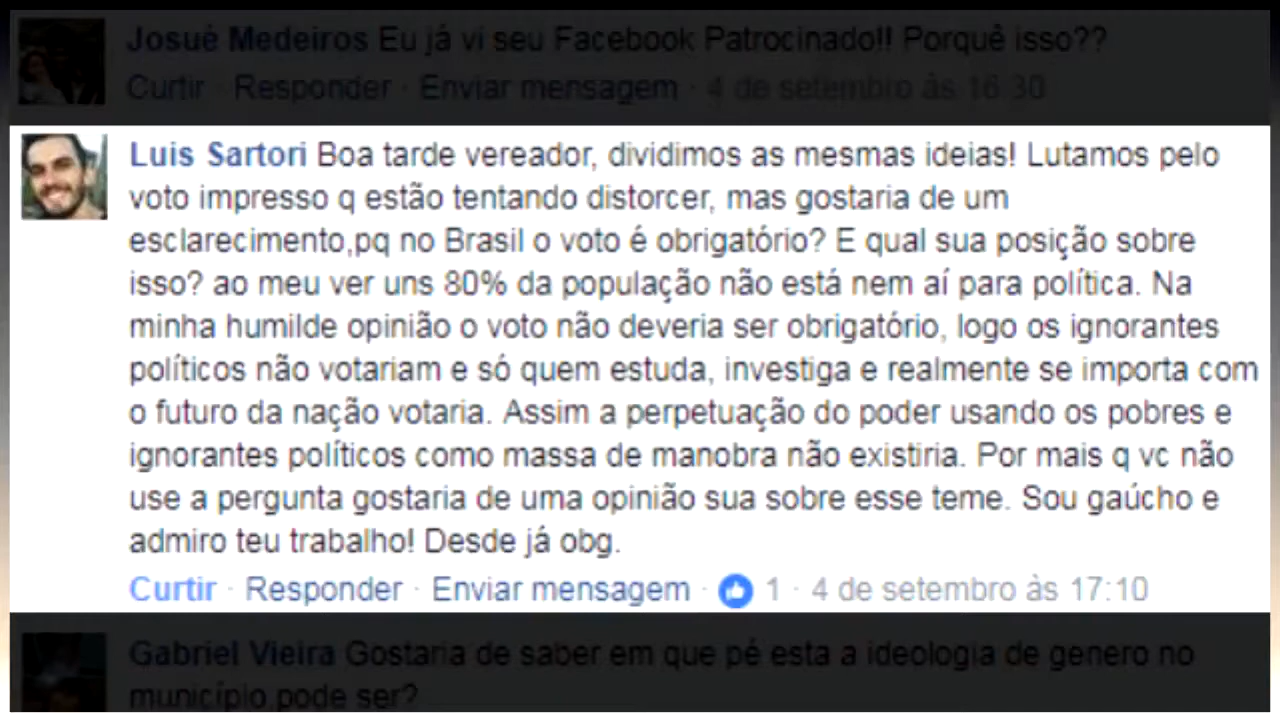 Josué Medeiros Eu já vi seu Facebook Patrocinado!! Porquê isso??
Curtir · Responder · Enviar mensagem · 4 de setembro às 16:30
Luis Sartori Boa tarde vereador, dividimos as mesmas ideias! Lutamos pelo
voto impresso q estão tentando distorcer, mas gostaria de um
esclarecimento,pq no Brasil o voto é obrigatório? E qual sua posição sobre
isso? ao meu ver uns 80% da população não está nem aí para política. Na
minha humilde opinião o voto não deveria ser obrigatório, logo os ignorantes
políticos não votariam e só quem estuda, investiga e realmente se importa com
o futuro da nação votaria. Assim a perpetuação do poder usando os pobres e
ignorantes políticos como massa de manobra não existiria. Por mais q vc não
use a pergunta gostaria de uma opinião sua sobre esse teme. Sou gaúcho e
admiro teu trabalho! Desde já obg.
Curtir · Responder · Enviar mensagem · 1 · 4 de setembro às 17:10
Gabriel Vieira Gostaria de saber em que pé esta a ideologia de genero no
município,pode ser?